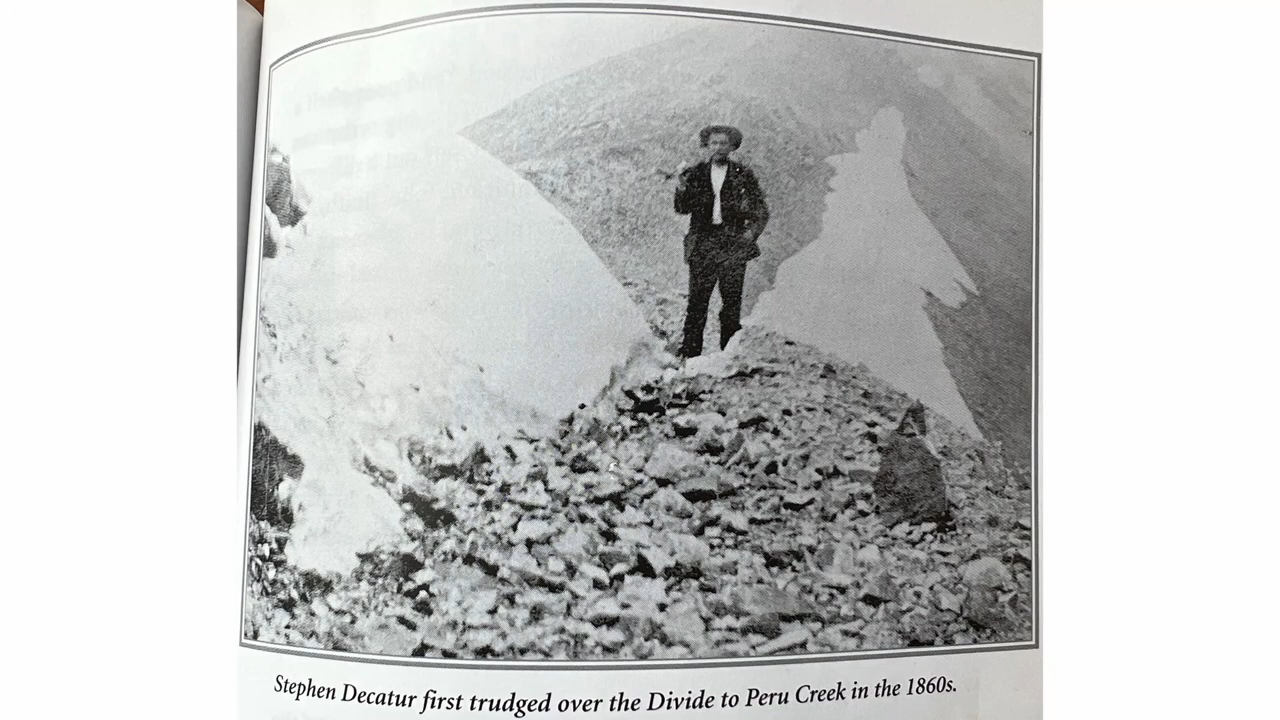 Stephen Decatur first trudged over the Divide to Peru Creek in the 1860s.